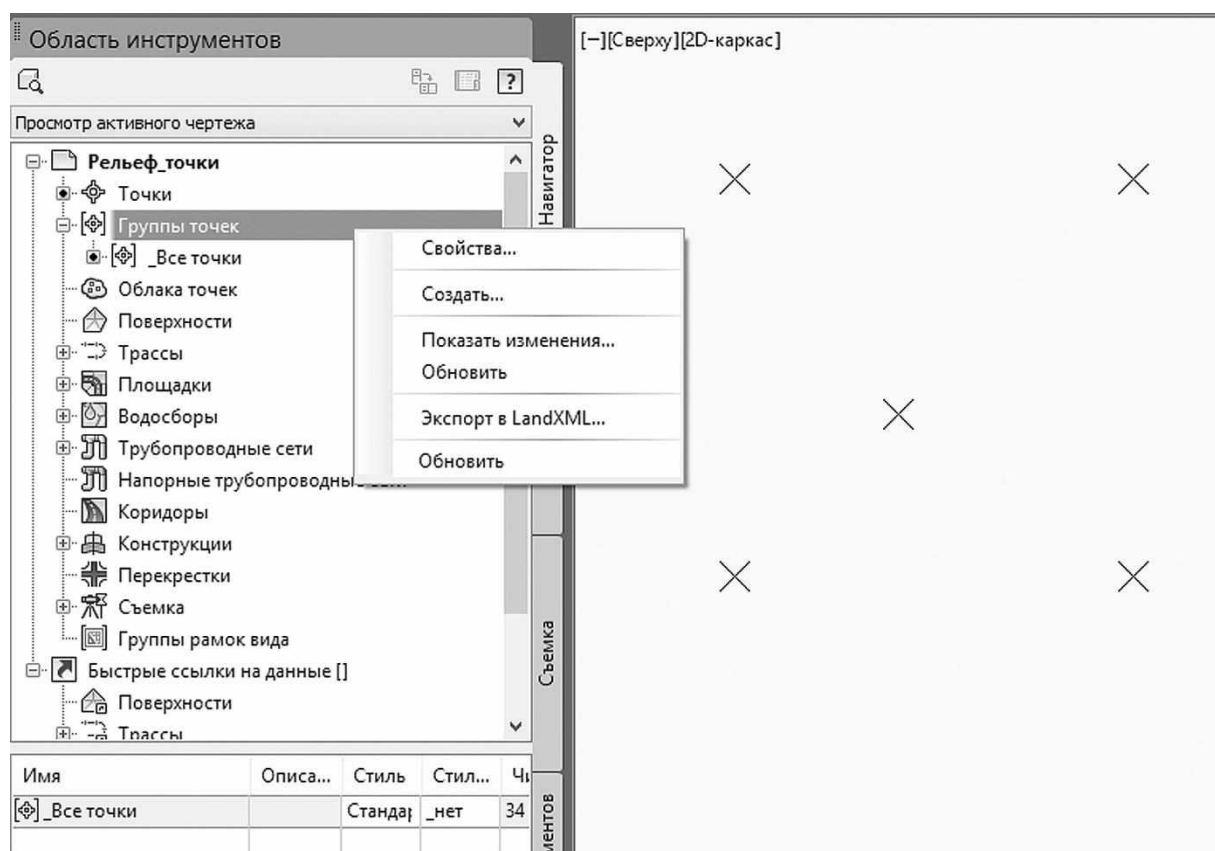 Область инструментов
?
Просмотр активного чертежа
Рельеф_точки
Точки
Группы точек
_Все точки
Облака точек
Поверхности
Трассы
Площадки
Водосборы
Трубопроводные сети
Напорные трубопроводные
Коридоры
Конструкции
Перекрестки
Съемка
Группы рамок вида
Быстрые ссылки на данные []
Поверхности
Трассы
Свойства...
Создать...
Показать изменения...
Обновить
Экспорт в LandXML...
Обновить
Навигатор
Съемка
Имя Описа... Стиль Стил...
_Все точки Стандар _нет 34
[−][Сверху][2D-каркас]